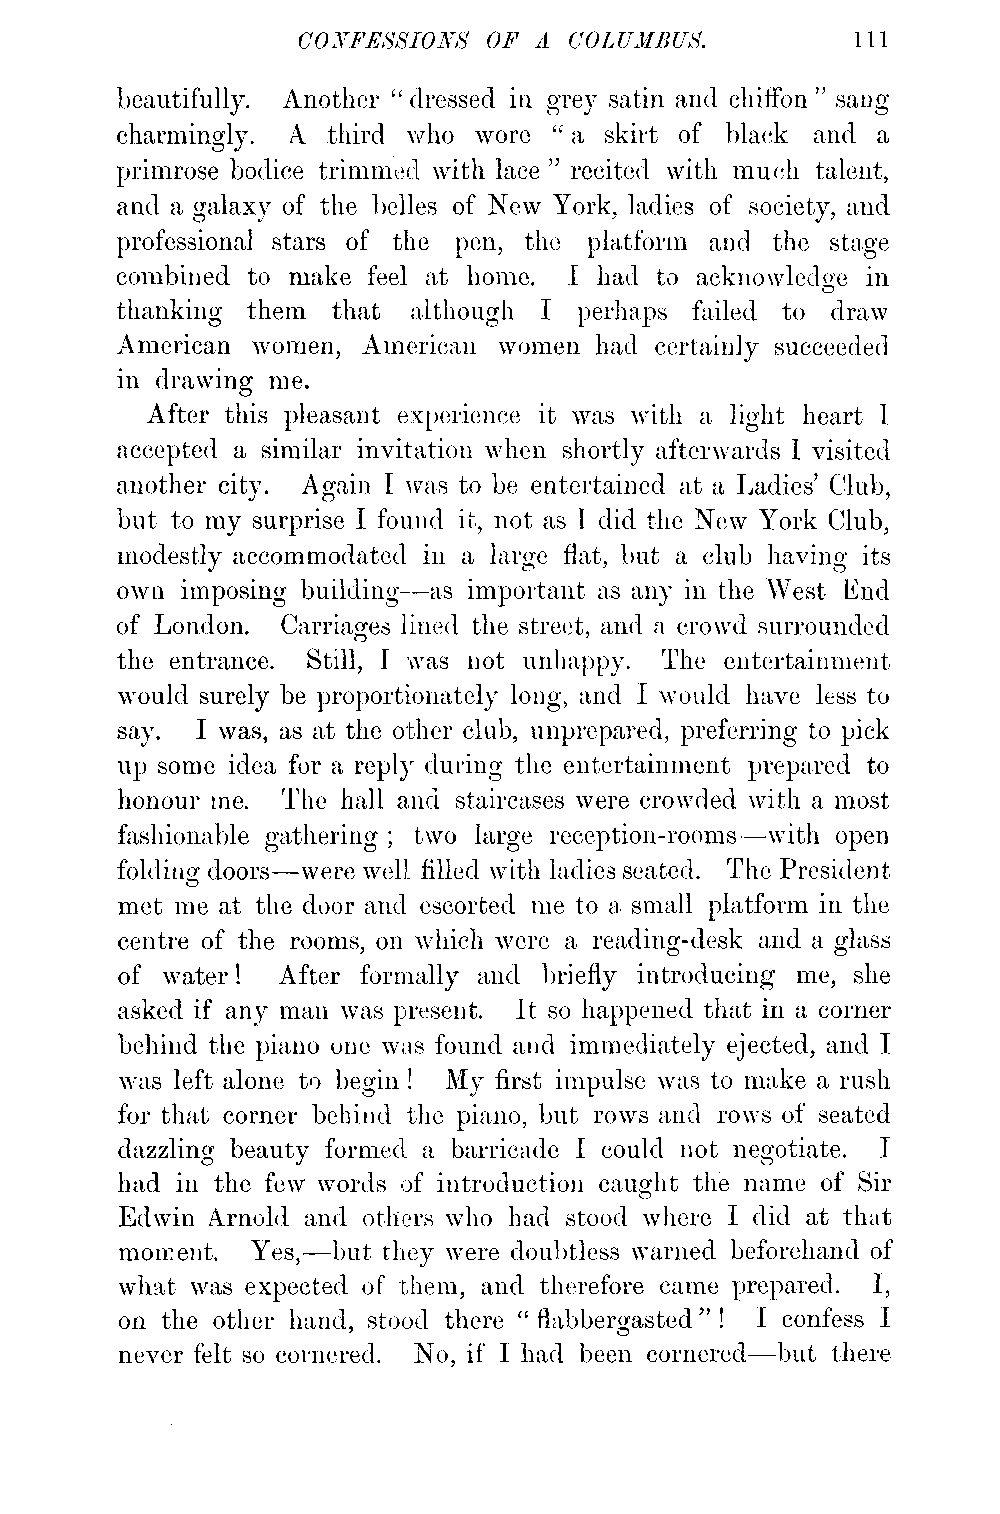 CONFESSIONS OF A COLUMBUS. 111
beautifully. Another “dressed in grey satin and chiffon” sang
charmingly. A third who wore “a skirt of black and a
primrose bodice trimmed with lace” recited with much talent,
and a galaxy of the belles of New York, ladies of society, and
professional stars of the pen, the platform and the stage
combined to make feel at home. I had to acknowledge in
thanking them that although I perhaps failed to draw
American women, American women had certainly succeeded
in drawing me.
After this pleasant experience it was with a light heart I
accepted a similar invitation when shortly afterwards I visited
another city. Again I was to be entertained at a Ladies’ Club,
but to my surprise I found it, not as I did the New York Club,
modestly accommodated in a large flat, but a club having its
own imposing building—as important as any in the West End
of London. Carriages lined the street, and a crowd surrounded
the entrance. Still, I was not unhappy. The entertainment
would surely be proportionately long, and I would have less to
say. I was, as at the other club, unprepared, preferring to pick
up some idea for a reply during the entertainment prepared to
honour me. The hall and staircases were crowded with a most
fashionable gathering; two large reception-rooms—with open
folding doors—were well filled with ladies seated. The President
met me at the door and escorted me to a small platform in the
centre of the rooms, on which were a reading-desk and a glass
of water! After formally and briefly introducing me, she
asked if any man was present. It so happened that in a corner
behind the piano one was found and immediately ejected, and I
was left alone to begin! My first impulse was to make a rush
for that corner behind the piano, but rows and rows of seated
dazzling beauty formed a barricade I could not negotiate. I
had in the few words of introduction caught the name of Sir
Edwin Arnold and others who had stood where I did at that
moment. Yes,—but they were doubtless warned beforehand of
what was expected of them, and therefore came prepared. I,
on the other hand, stood there “flabbergasted”! I confess I
never felt so cornered. No, if I had been cornered—but there